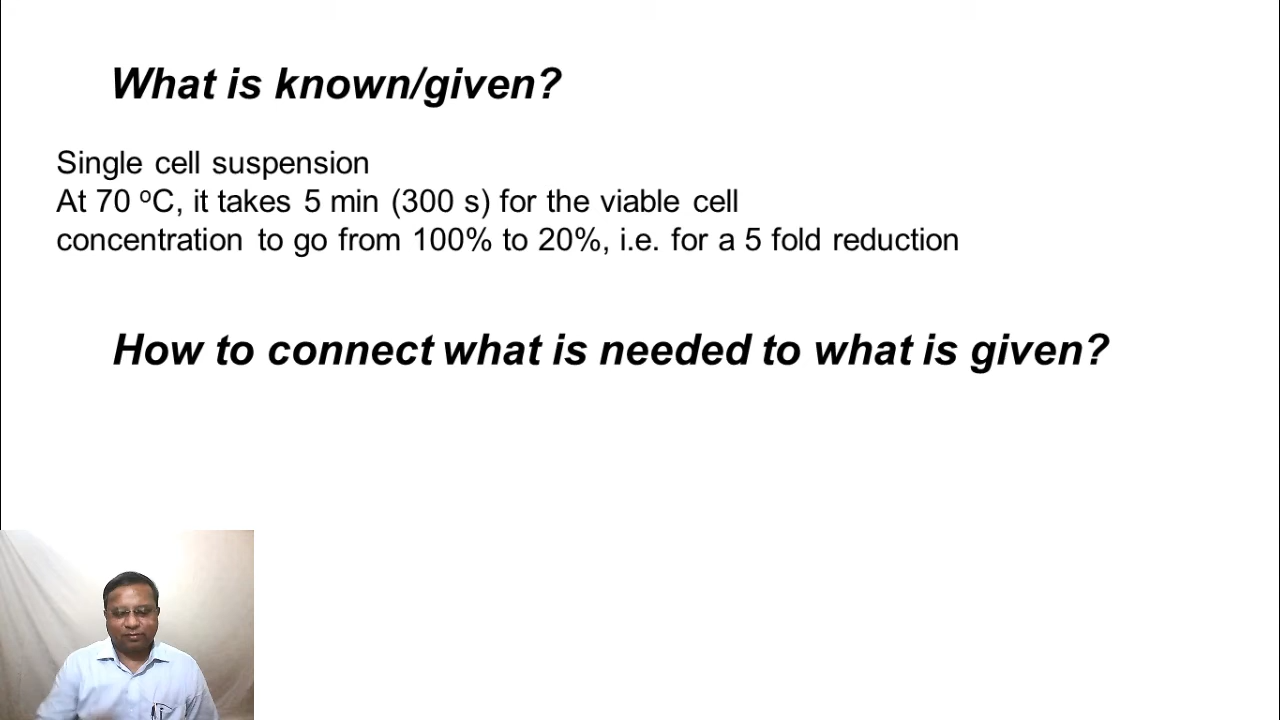 What is known/given?
Single cell suspension
At 70 ºC, it takes 5 min (300 s) for the viable cell
concentration to go from 100% to 20%, i.e. for a 5 fold reduction
How to connect what is needed to what is given?